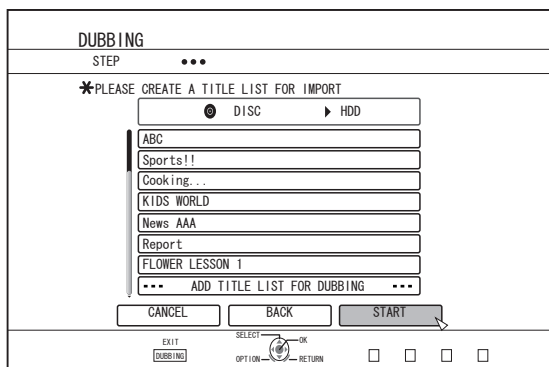 DUBBING
STEP •••
*PLEASE CREATE A TITLE LIST FOR IMPORT
DISC ▶ HDD
ABC
Sports!!
Cooking...
KIDS WORLD
News AAA
Report
FLOWER LESSON 1
--- ADD TITLE LIST FOR DUBBING ---
CANCEL BACK START
EXIT
DUBBING
SELECT OK
OPTION RETURN